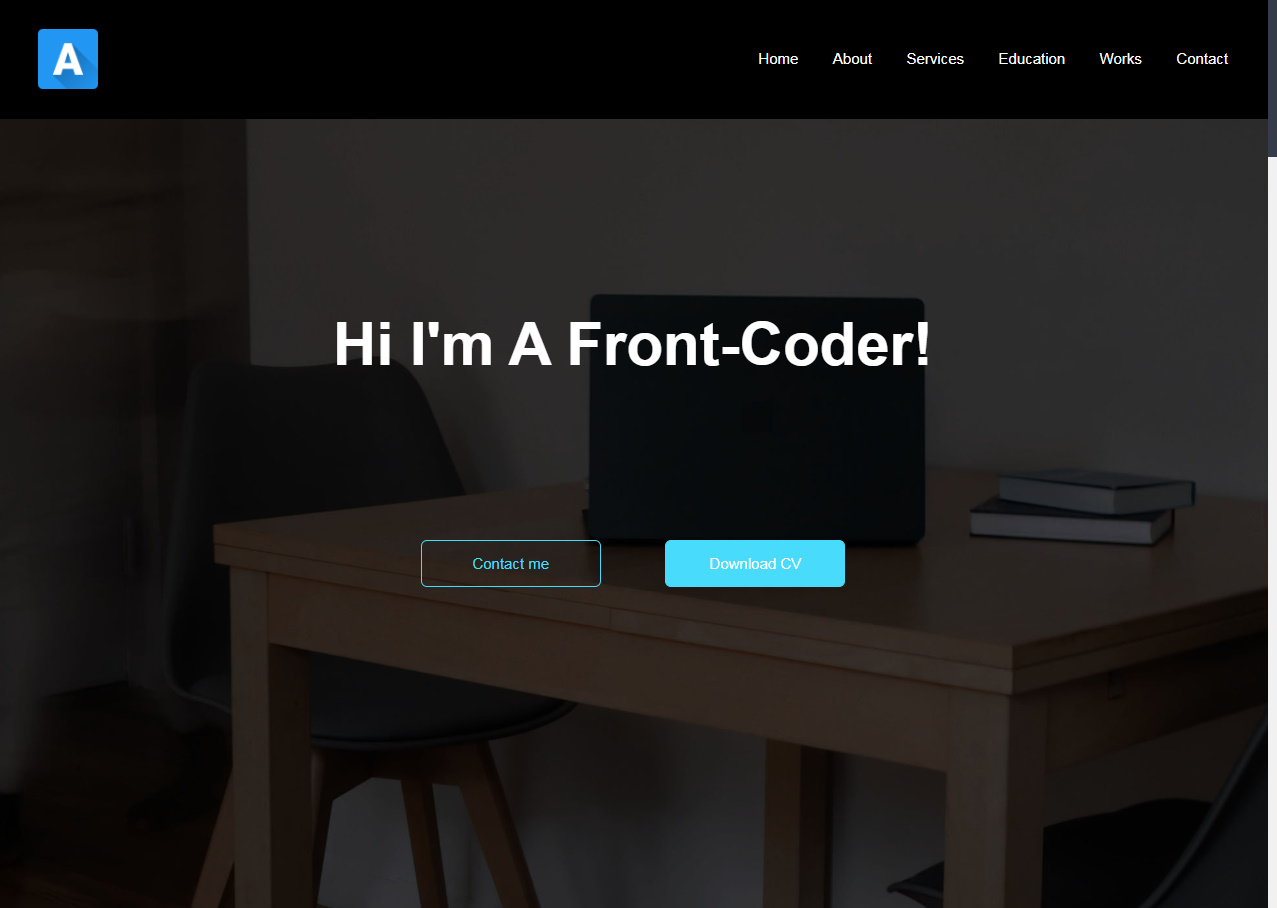 A
Home About Services Education Works Contact
Hi I'm A Front-Coder!
Contact me Download CV